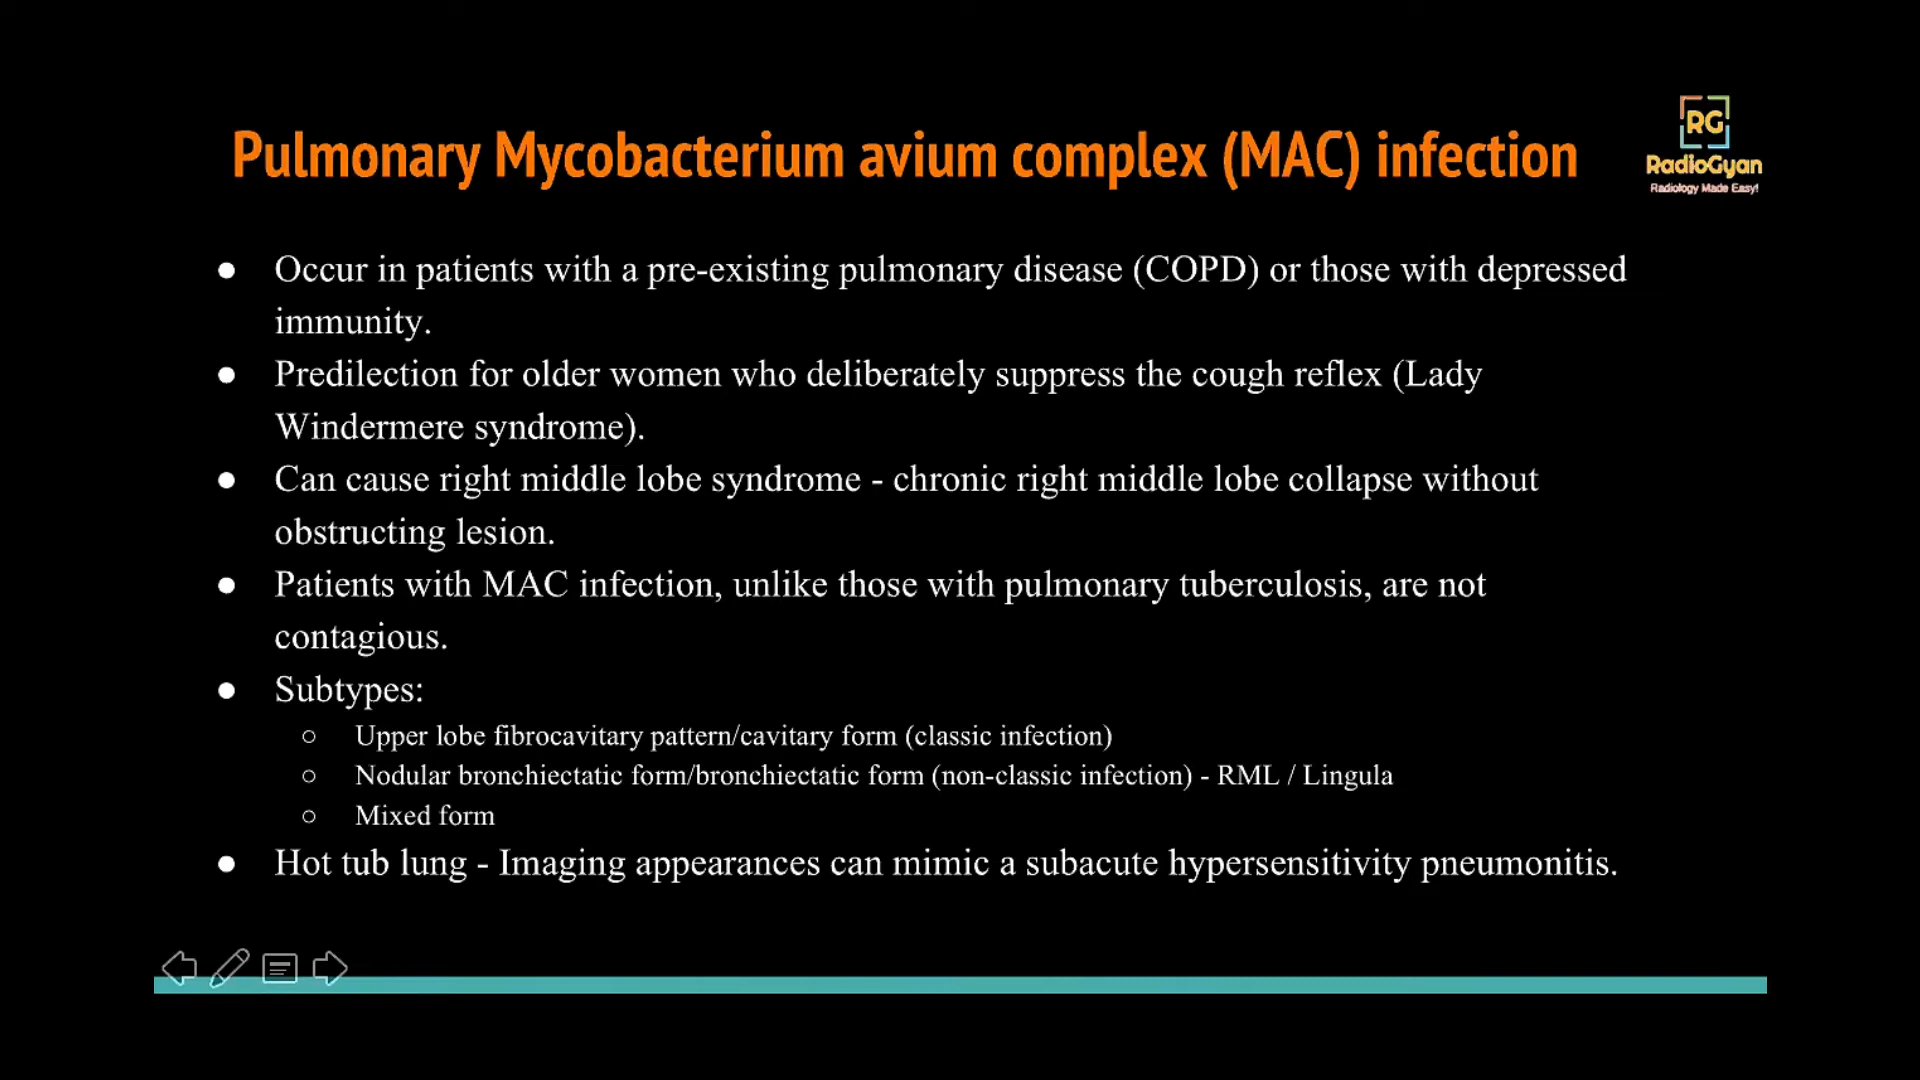 Pulmonary Mycobacterium avium complex (MAC) infection
RG
RadioGyan
Radiology Made Easy!
● Occur in patients with a pre-existing pulmonary disease (COPD) or those with depressed
immunity.
● Predilection for older women who deliberately suppress the cough reflex (Lady
Windermere syndrome).
● Can cause right middle lobe syndrome - chronic right middle lobe collapse without
obstructing lesion.
● Patients with MAC infection, unlike those with pulmonary tuberculosis, are not
contagious.
● Subtypes:
○ Upper lobe fibrocavitary pattern/cavitary form (classic infection)
○ Nodular bronchiectatic form/bronchiectatic form (non-classic infection) - RML / Lingula
○ Mixed form
● Hot tub lung - Imaging appearances can mimic a subacute hypersensitivity pneumonitis.